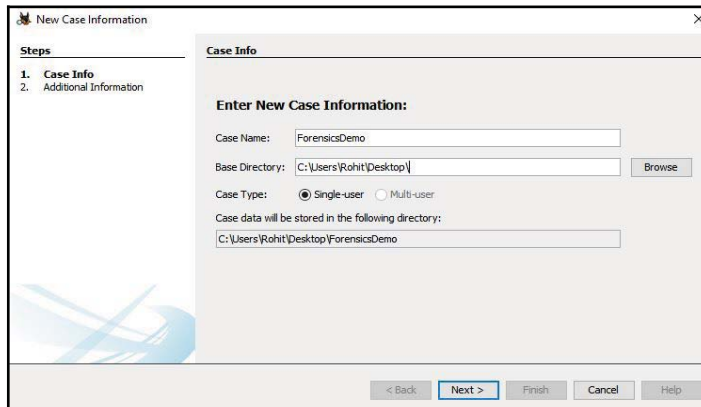 New Case Information
Steps
1. Case Info
2. Additional Information
Case Info
Enter New Case Information:
Case Name: ForensicsDemo
Base Directory: C:\Users\Rohit\Desktop\ Browse
Case Type: Single-user Multi-user
Case data will be stored in the following directory:
C:\Users\Rohit\Desktop\ForensicsDemo
< Back Next > Finish Cancel Help